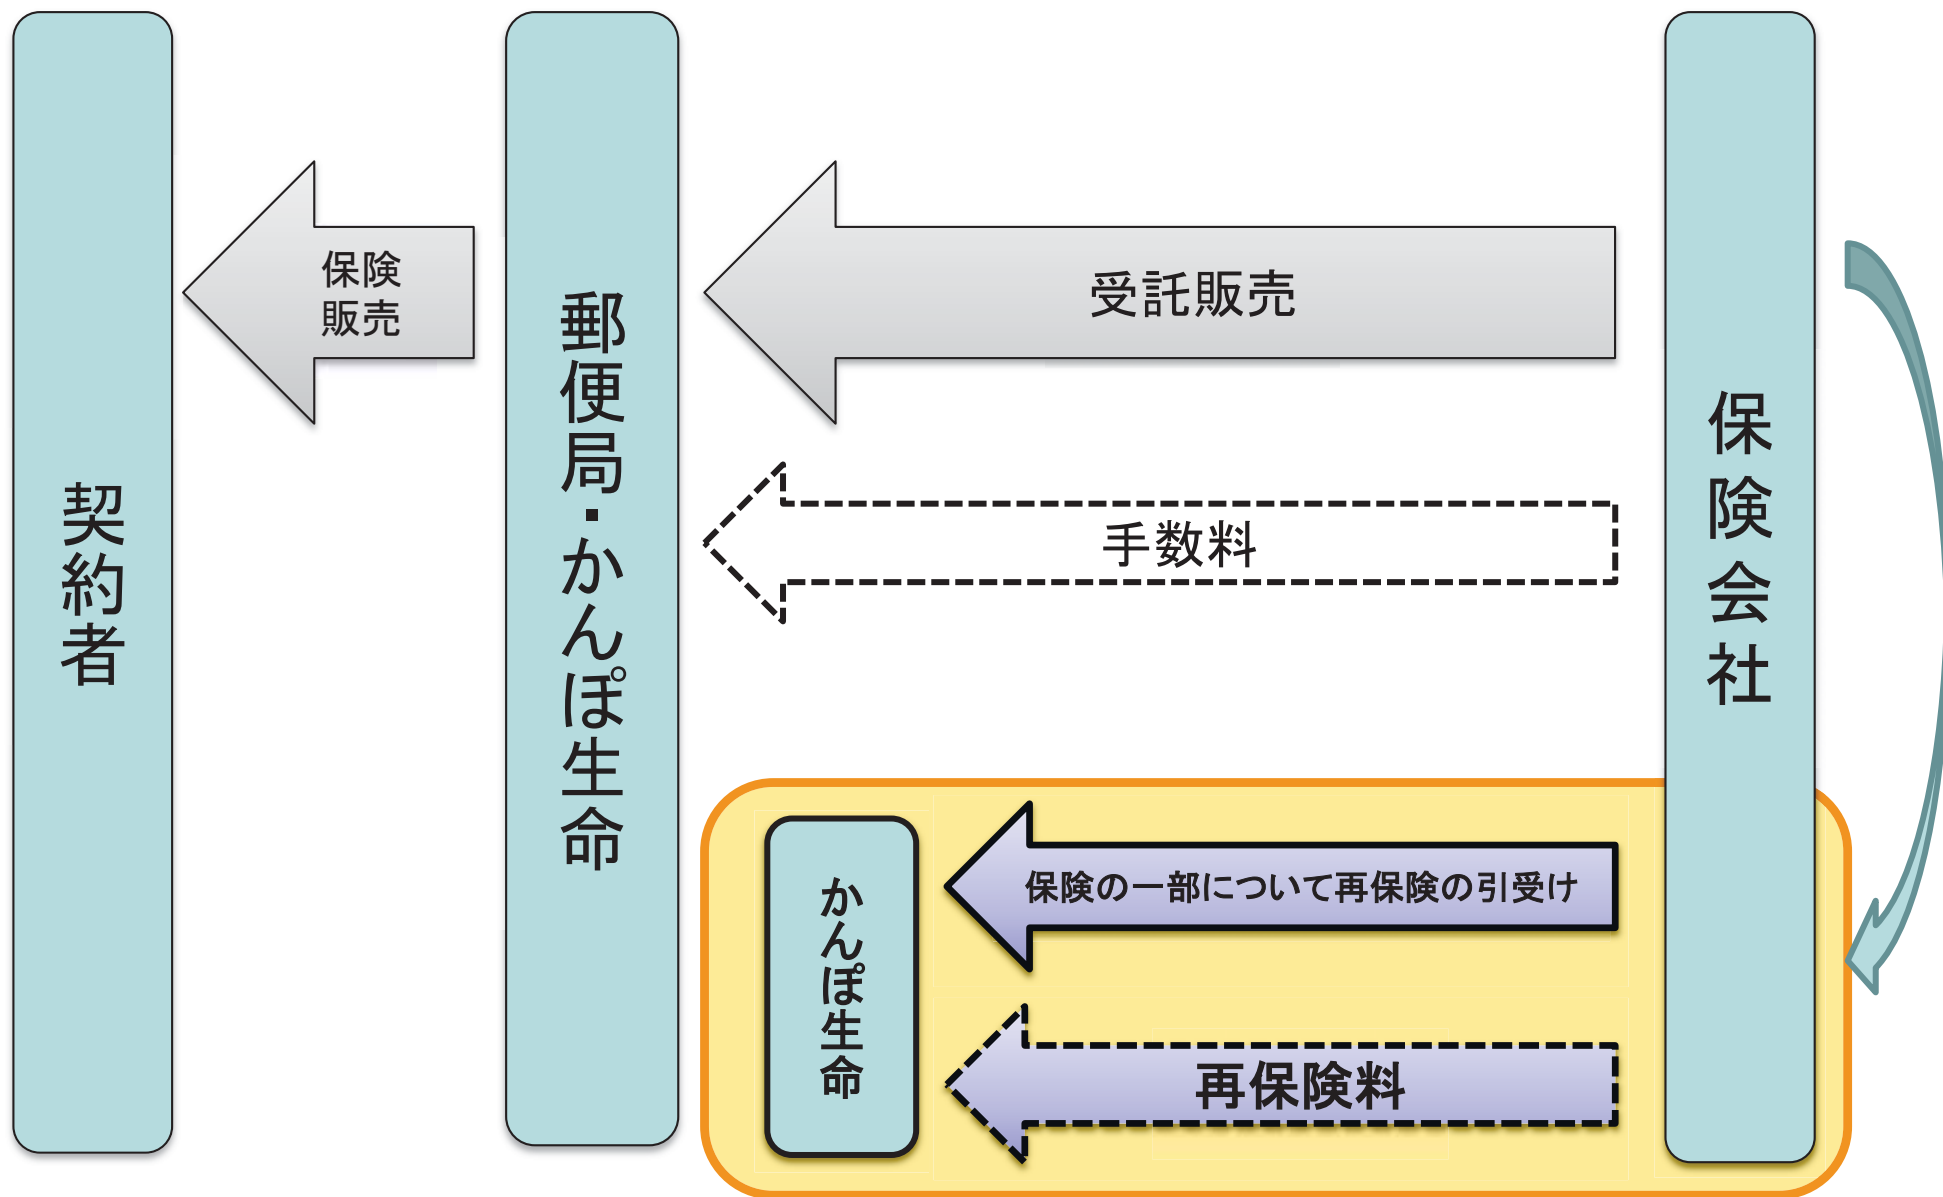 契約者
保険
販売
郵便局・かんぽ生命
受託販売
手数料
保険会社
かんぽ生命
保険の一部について再保険の引受け
再保険料